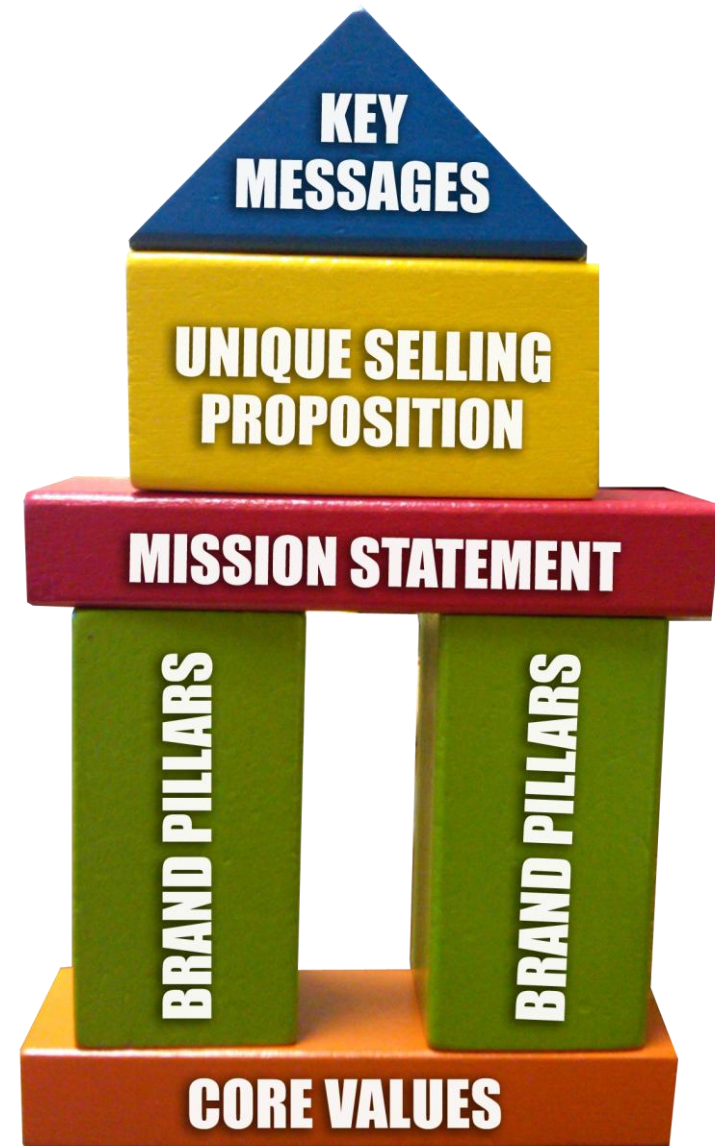 KEY
MESSAGES
UNIQUE SELLING
PROPOSITION
MISSION STATEMENT
BRAND PILLARS
BRAND PILLARS
CORE VALUES